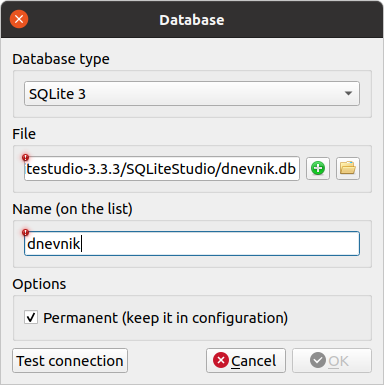 Database
Database type
SQLite 3
File
testudio-3.3.3/SQLiteStudio/dnevnik.db
Name (on the list)
dnevnik
Options
Permanent (keep it in configuration)
Test connection
Cancel
OK